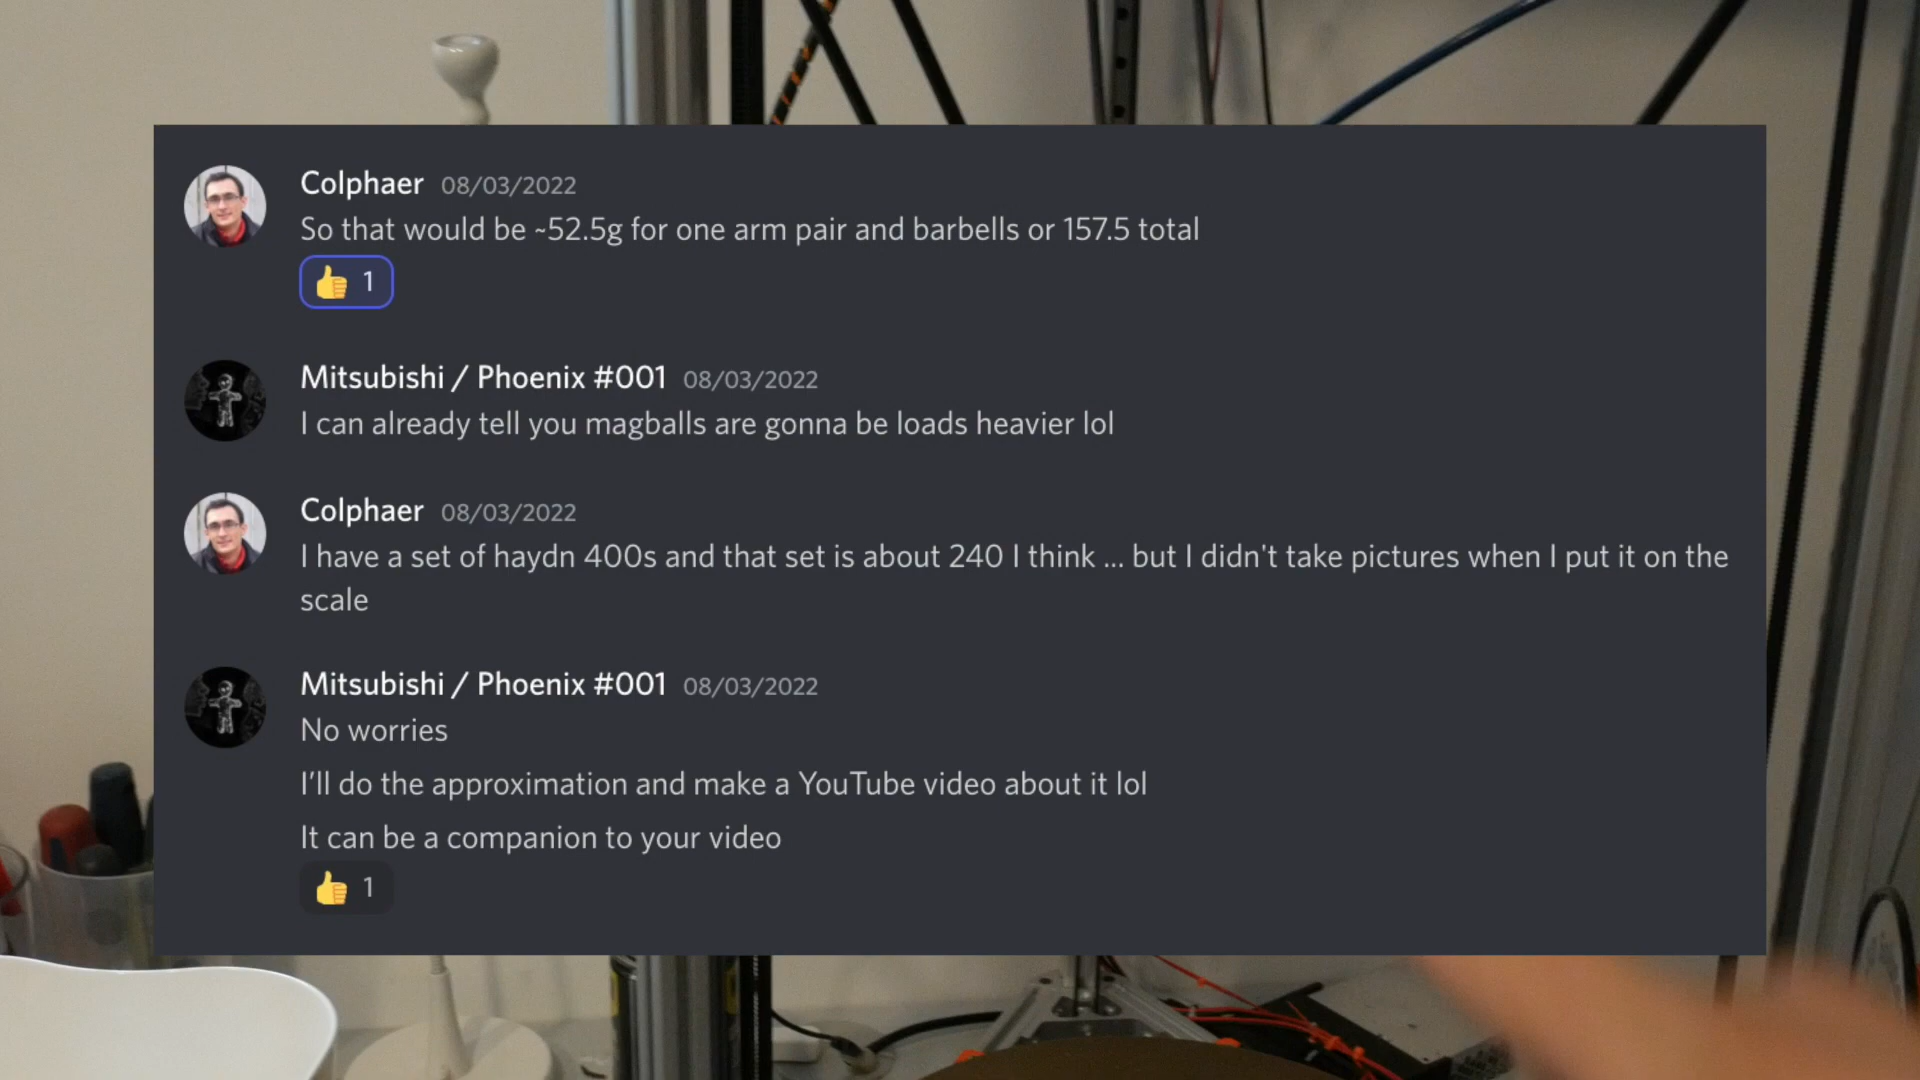 Colphaer 08/03/2022
So that would be ~52.5g for one arm pair and barbells or 157.5 total
👍 1
Mitsubishi / Phoenix #001 08/03/2022
I can already tell you magballs are gonna be loads heavier lol
Colphaer 08/03/2022
I have a set of haydn 400s and that set is about 240 I think ... but I didn't take pictures when I put it on the
scale
Mitsubishi / Phoenix #001 08/03/2022
No worries
I’ll do the approximation and make a YouTube video about it lol
It can be a companion to your video
👍 1